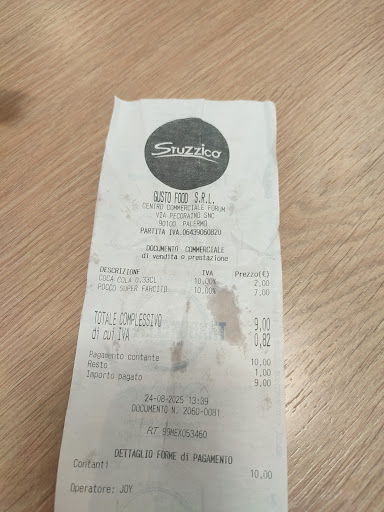 Stuzzico
GUSTO FOOD S.R.L.
CENTRO COMMERCIALE FORUM
VIA PECORAINO SNC
90100 PALERMO
PARTITA IVA.06439060820
DOCUMENTO COMMERCIALE
di vendita o prestazione
DESCRIZIONE IVA Prezzo(€)
COCA COLA 0.33CL 10,00% 2,00
POCCO SUPER FARCITO 10,00% 7,00
TOTALE COMPLESSIVO 9,00
di cui IVA 0,82
Pagamento contante 10,00
Resto 1,00
Importo pagato 9,00
24-08-2025 13:39
DOCUMENTO N. 2060-0081
RT 99MEX053460
DETTAGLIO FORME di PAGAMENTO
Contanti 10,00
Operatore: JOY